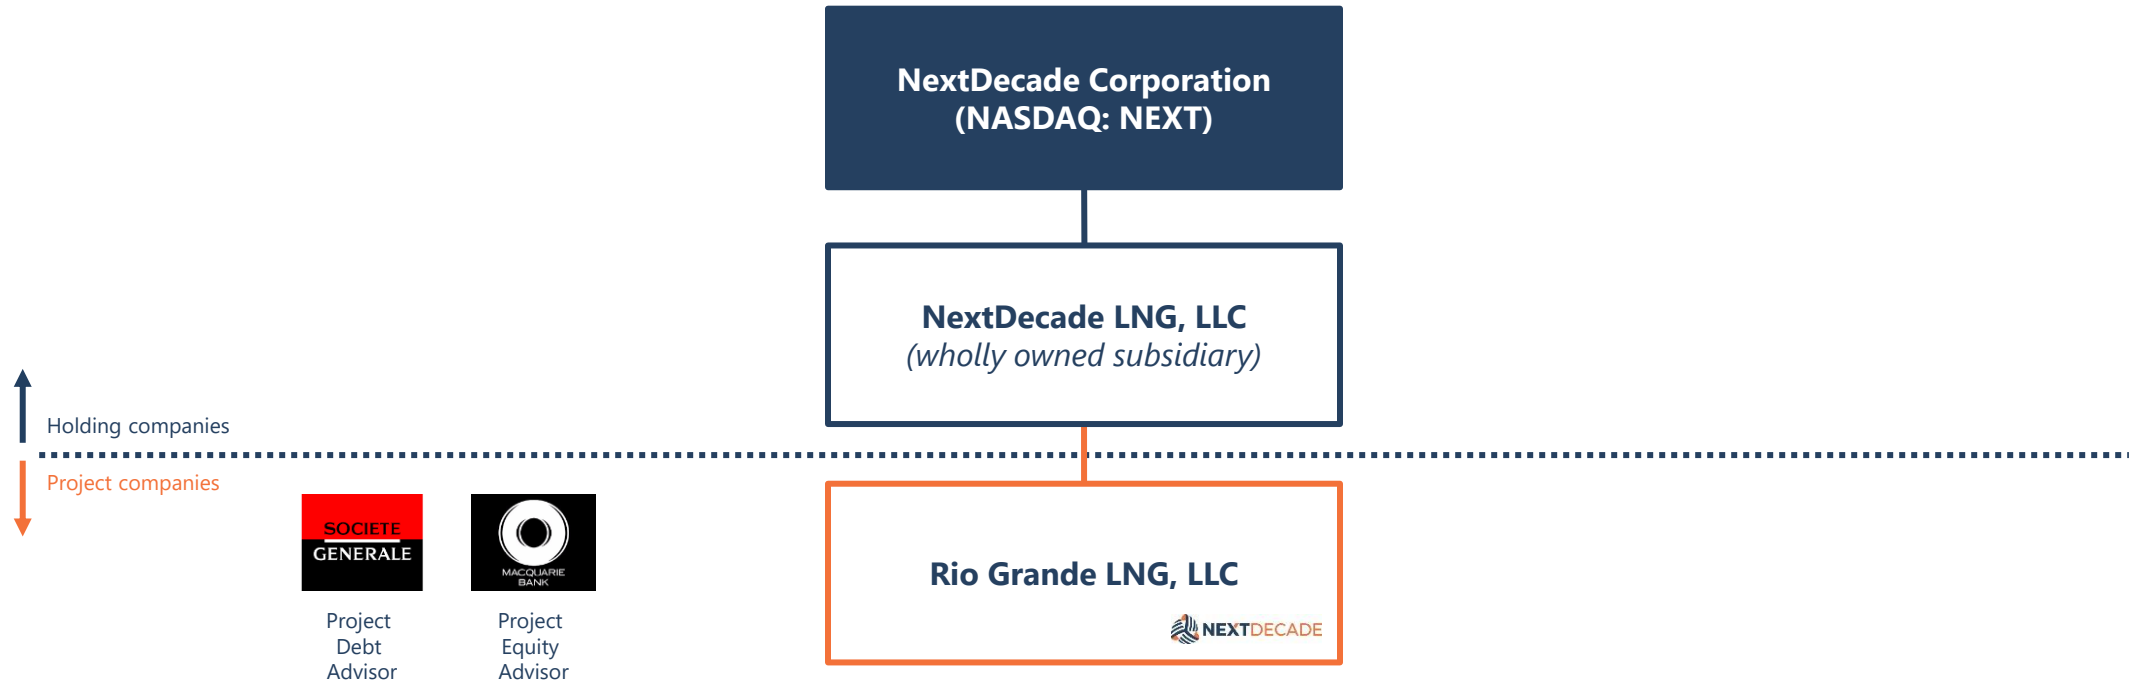 NextDecade Corporation
(NASDAQ: NEXT)
NextDecade LNG, LLC
(wholly owned subsidiary)
Holding companies
Project companies
SOCIETE
GENERALE
MACQUARIE
BANK
Project
Debt
Advisor
Project
Equity
Advisor
Rio Grande LNG, LLC
NEXTDECADE